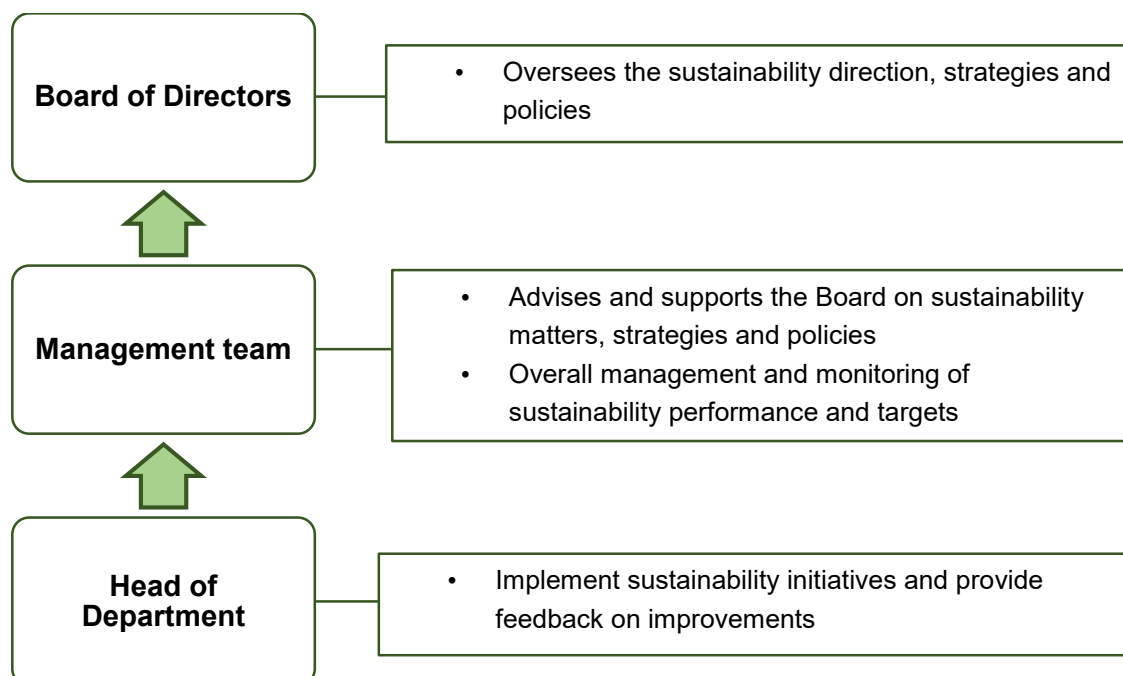 Board of Directors
• Oversees the sustainability direction, strategies and
policies
Management team
• Advises and supports the Board on sustainability
matters, strategies and policies
• Overall management and monitoring of
sustainability performance and targets
Head of
Department
• Implement sustainability initiatives and provide
feedback on improvements